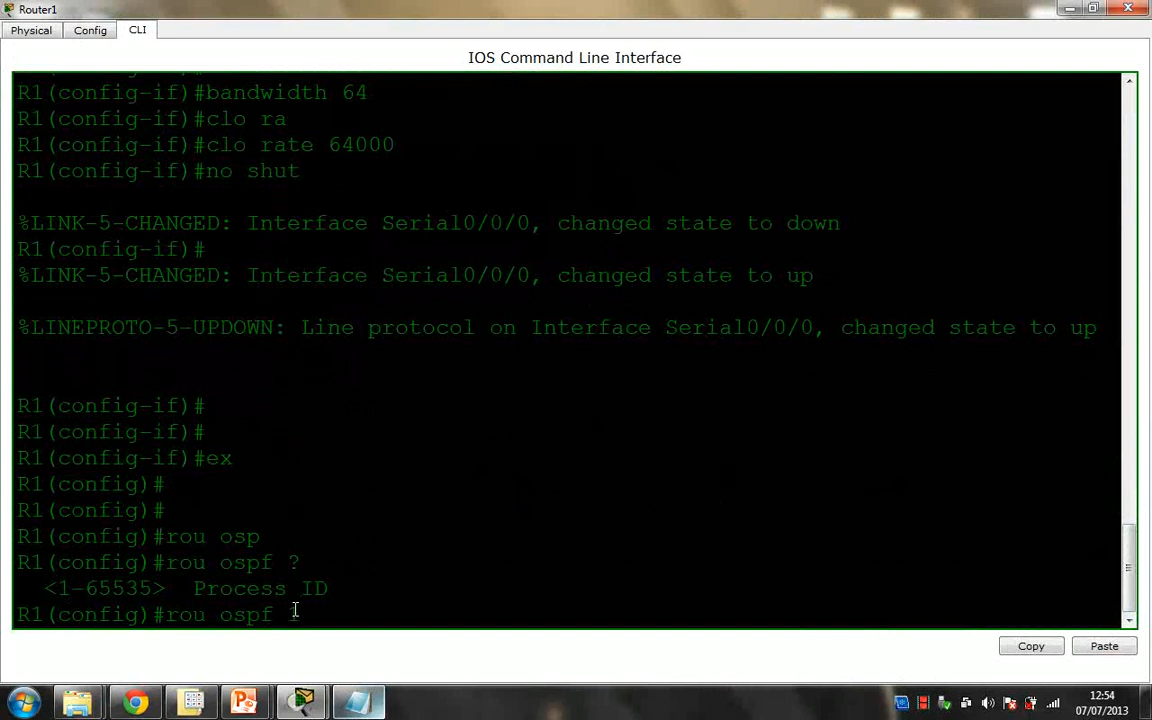 Router1
Physical Config CLI
IOS Command Line Interface
R1(config-if)#bandwidth 64
R1(config-if)#clo ra
R1(config-if)#clo rate 64000
R1(config-if)#no shut
%LINK-5-CHANGED: Interface Serial0/0/0, changed state to down
R1(config-if)#
%LINK-5-CHANGED: Interface Serial0/0/0, changed state to up
%LINEPROTO-5-UPDOWN: Line protocol on Interface Serial0/0/0, changed state to up
R1(config-if)#
R1(config-if)#
R1(config-if)#ex
R1(config)#
R1(config)#
R1(config)#rou osp
R1(config)#rou ospf ?
<1-65535> Process ID
R1(config)#rou ospf
Copy Paste
12:54
07/07/2013